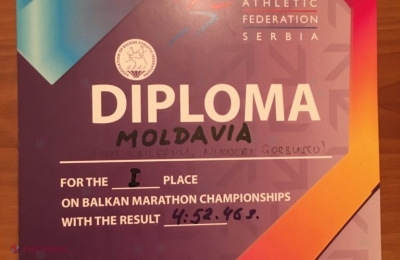 ATHLETIC
FEDERATION
SERBIA
DIPLOMA
MOLDAVIA
FOR THE I PLACE
ON BALKAN MARATHON CHAMPIONSHIPS
WITH THE RESULT 4:52.46 s.